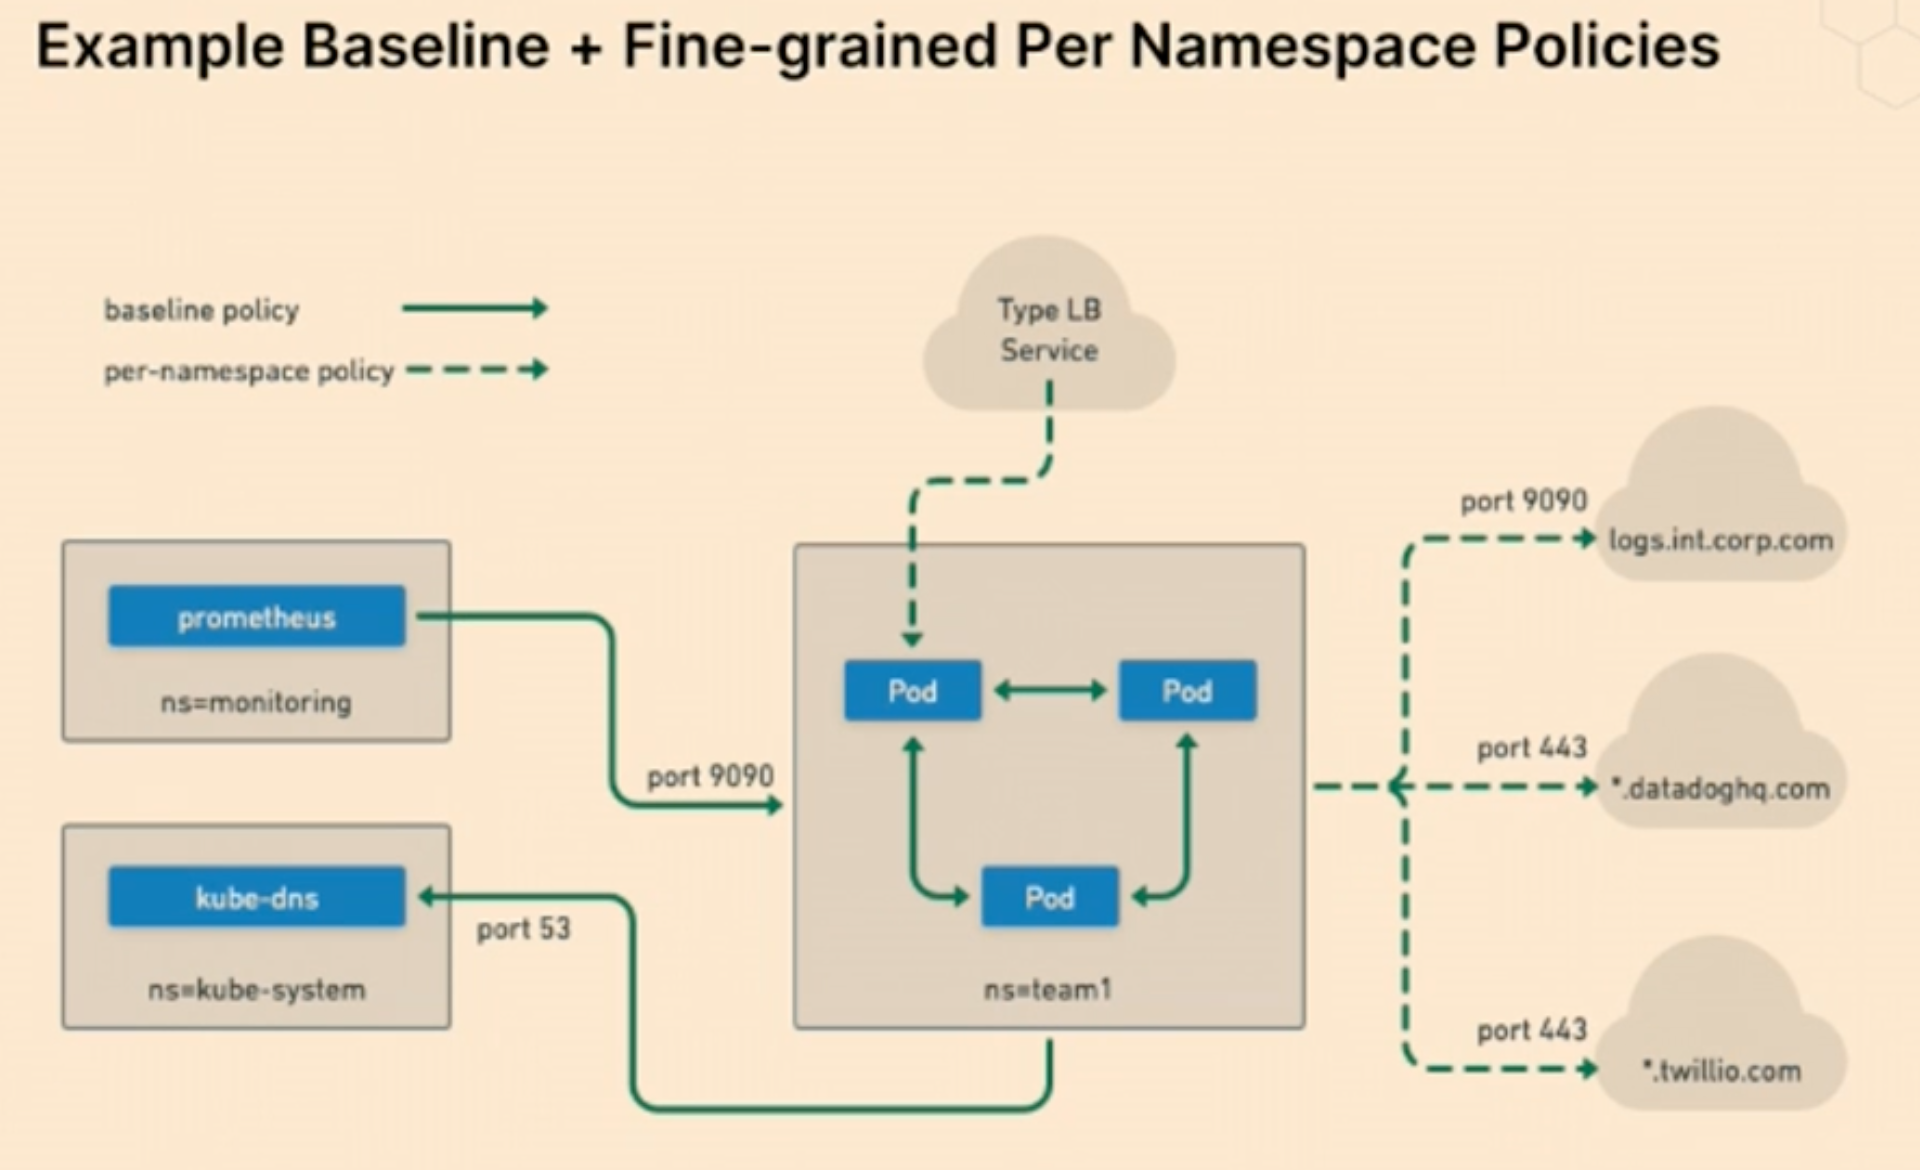 Example Baseline + Fine-grained Per Namespace Policies
baseline policy
per-namespace policy
Type LB
Service
port 9090
logs.int.corp.com
prometheus
ns=monitoring
Pod
Pod
port 9090
port 443
*.datadoghq.com
kube-dns
port 53
ns=kube-system
Pod
ns=team1
port 443
*.twillio.com